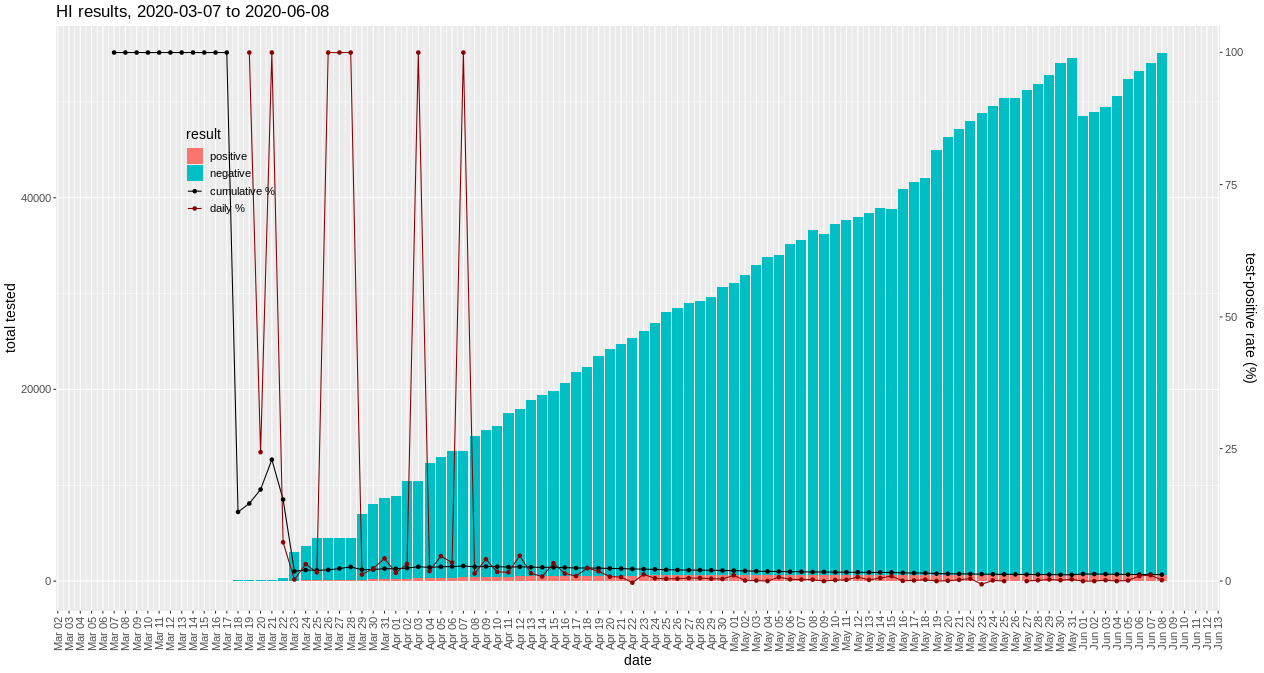 HI results, 2020-03-07 to 2020-06-08
result
positive
negative
cumulative %
daily %
total tested
40000
20000
0
100
75
50
25
0
test-positive rate (%)
Mar 02
Mar 03
Mar 04
Mar 05
Mar 06
Mar 07
Mar 08
Mar 09
Mar 10
Mar 11
Mar 12
Mar 13
Mar 14
Mar 15
Mar 16
Mar 17
Mar 18
Mar 19
Mar 20
Mar 21
Mar 22
Mar 23
Mar 24
Mar 25
Mar 26
Mar 27
Mar 28
Mar 29
Mar 30
Mar 31
Apr 01
Apr 02
Apr 03
Apr 04
Apr 05
Apr 06
Apr 07
Apr 08
Apr 09
Apr 10
Apr 11
Apr 12
Apr 13
Apr 14
Apr 15
Apr 16
Apr 17
Apr 18
Apr 19
Apr 20
Apr 21
Apr 22
Apr 23
Apr 24
Apr 25
Apr 26
Apr 27
Apr 28
Apr 29
Apr 30
May 01
May 02
May 03
May 04
May 05
May 06
May 07
May 08
May 09
May 10
May 11
May 12
May 13
May 14
May 15
May 16
May 17
May 18
May 19
May 20
May 21
May 22
May 23
May 24
May 25
May 26
May 27
May 28
May 29
May 30
May 31
Jun 01
Jun 02
Jun 03
Jun 04
Jun 05
Jun 06
Jun 07
Jun 08
Jun 09
Jun 10
Jun 11
Jun 12
Jun 13
date